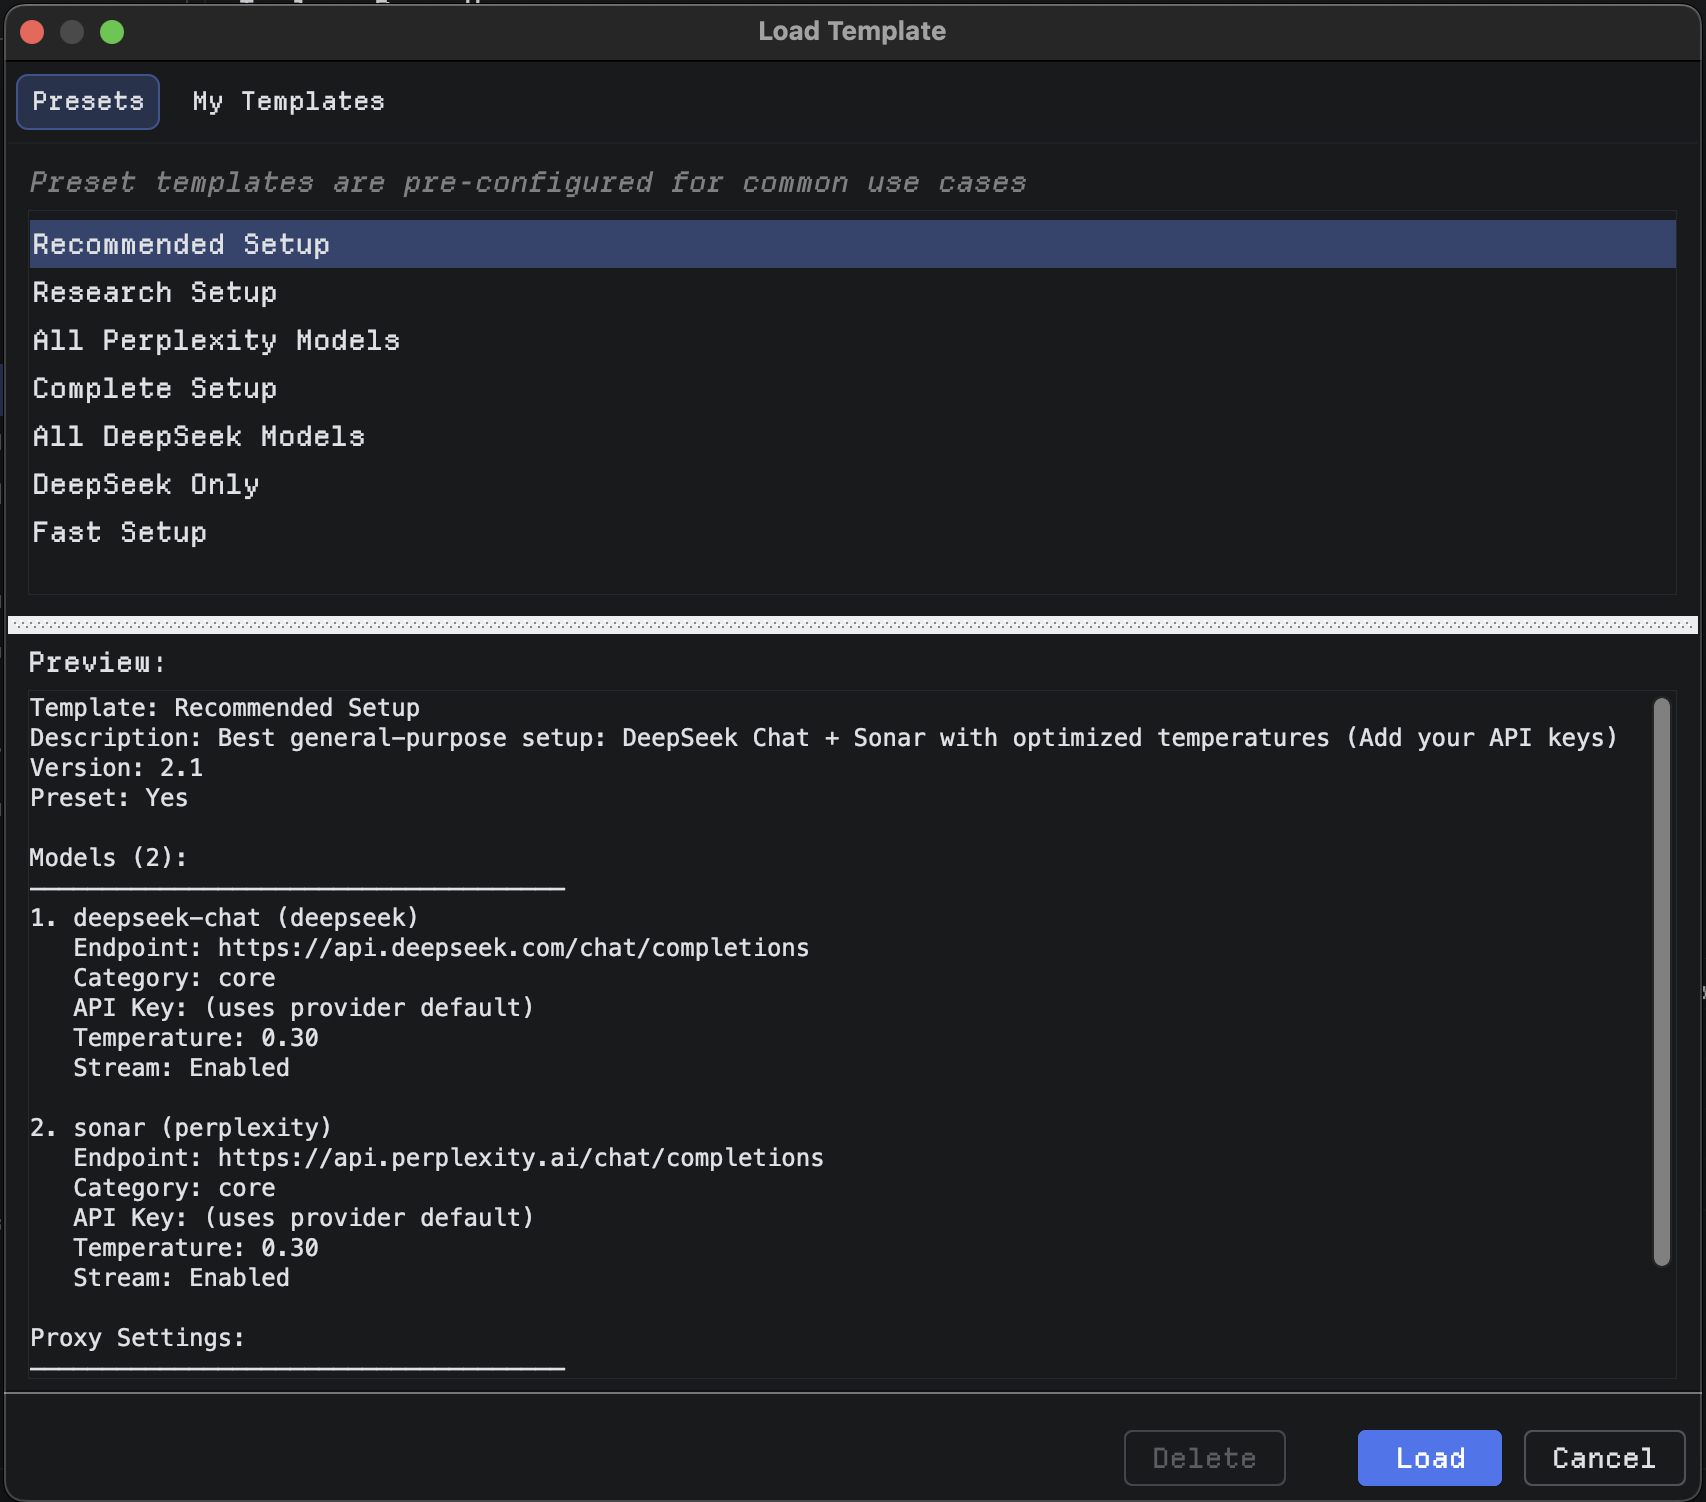 Load Template
Presets
My Templates
Preset templates are pre-configured for common use cases
Recommended Setup
Research Setup
All Perplexity Models
Complete Setup
All DeepSeek Models
DeepSeek Only
Fast Setup
Preview:
Template: Recommended Setup
Description: Best general-purpose setup: DeepSeek Chat + Sonar with optimized temperatures (Add your API keys)
Version: 2.1
Preset: Yes
Models (2):
1. deepseek-chat (deepseek)
Endpoint: https://api.deepseek.com/chat/completions
Category: core
API Key: (uses provider default)
Temperature: 0.30
Stream: Enabled
2. sonar (perplexity)
Endpoint: https://api.perplexity.ai/chat/completions
Category: core
API Key: (uses provider default)
Temperature: 0.30
Stream: Enabled
Proxy Settings:
Delete
Load
Cancel